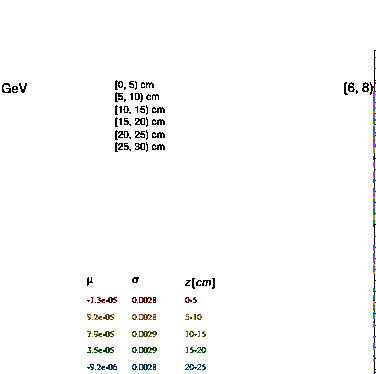 GeV
[0, 5) cm
[5, 10) cm
[10, 15) cm
[15, 20) cm
[20, 25) cm
[25, 30) cm
[6, 8)
μ σ z[cm]
-1.3e-05 0.0028 0-5
9.2e-05 0.0028 5-10
7.9e-05 0.0029 10-15
3.5e-05 0.0029 15-20
-9.2e-06 0.0028 20-25